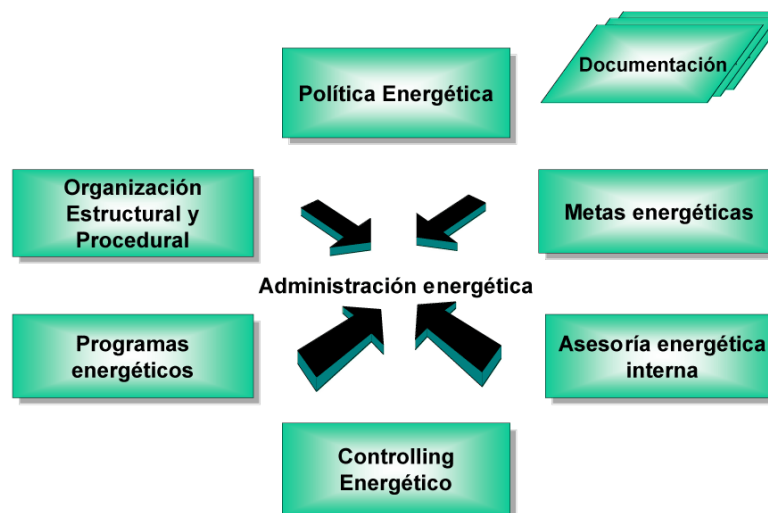 Documentación
Política Energética
Organización
Estructural y
Procedural
Metas energéticas
Administración energética
Programas
energéticos
Asesoría energética
interna
Controlling
Energético